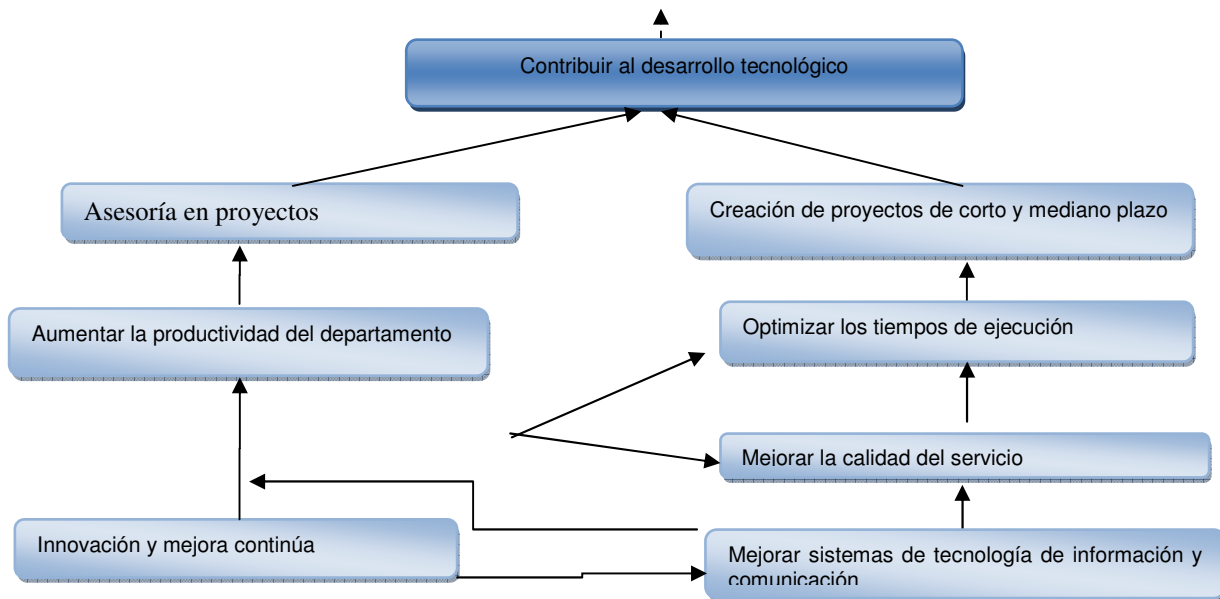 Contribuir al desarrollo tecnológico
Asesoría en proyectos
Creación de proyectos de corto y mediano plazo
Aumentar la productividad del departamento
Optimizar los tiempos de ejecución
Mejorar la calidad del servicio
Innovación y mejora continúa
Mejorar sistemas de tecnología de información y
comunicación